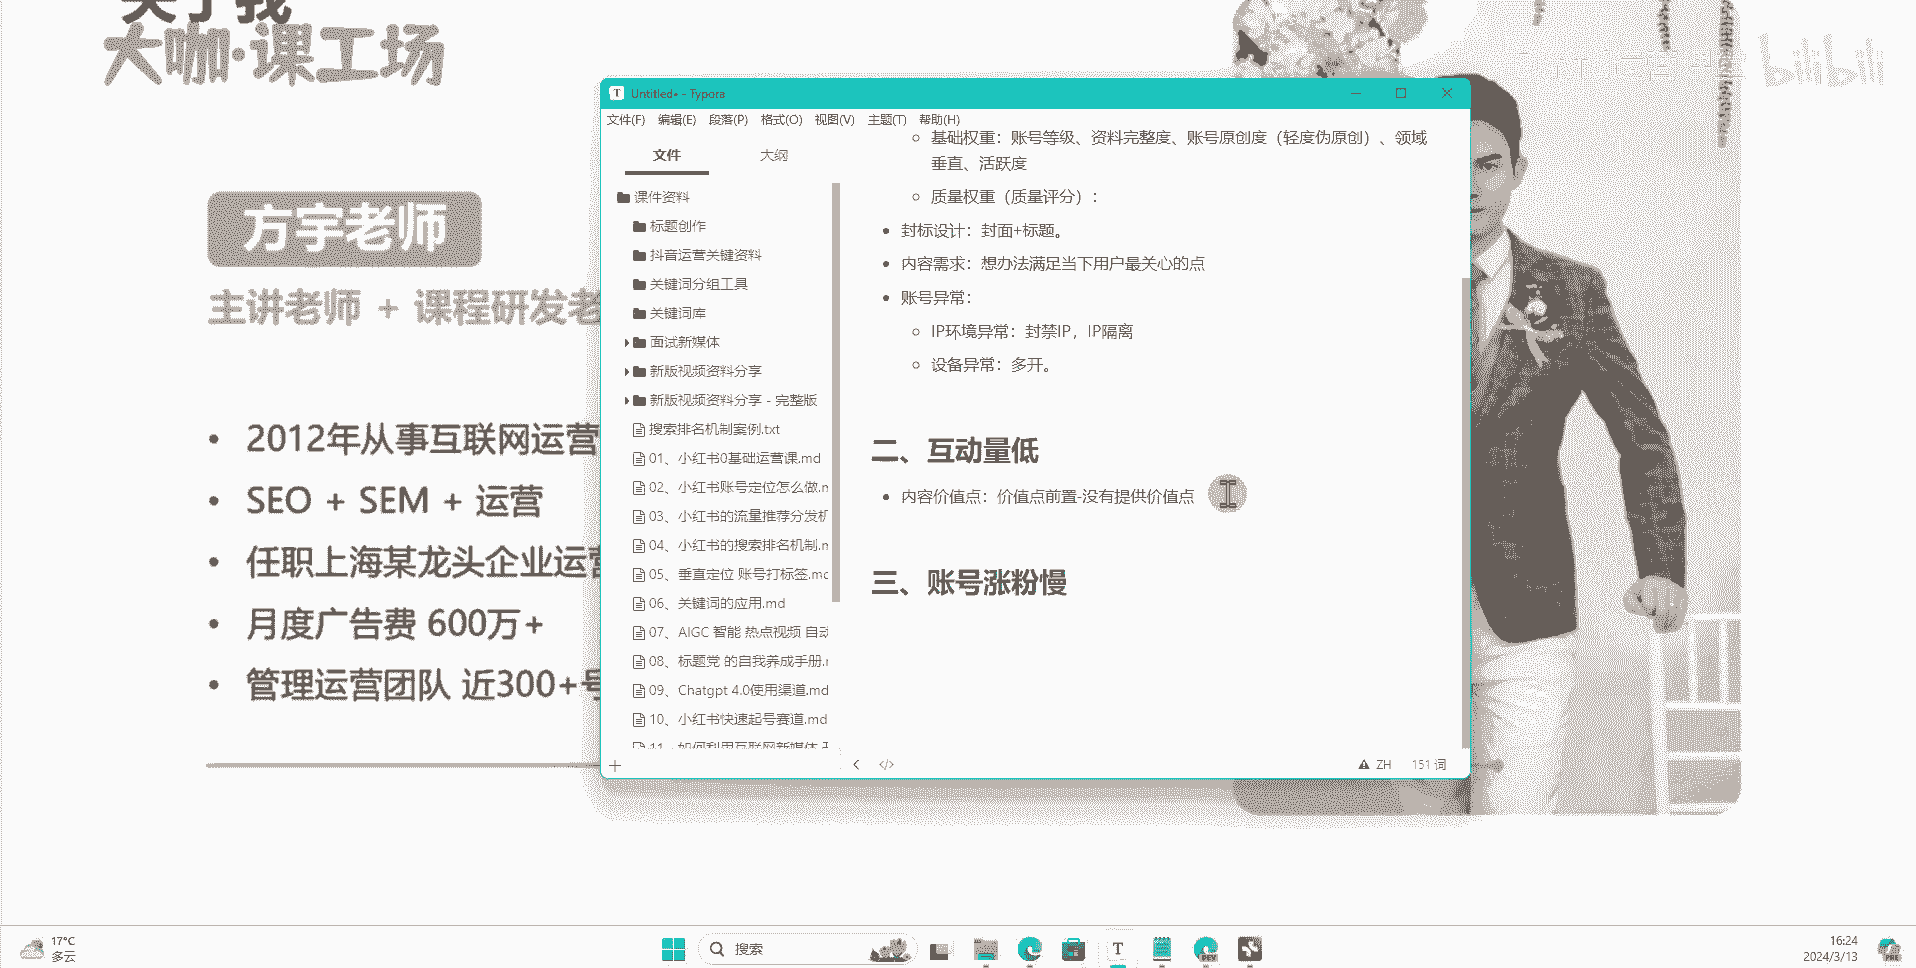 大咖·课工场
bilibili
方宇老师
主讲老师 + 课程研发老
2012年从事互联网运营
SEO + SEM + 运营
任职上海某龙头企业运营
月度广告费 600万+
管理运营团队 近300+号
Untitled• - Typora
文件(F) 编辑(E) 段落(P) 格式(O) 视图(V) 主题(T) 帮助(H)
文件 大纲
课件资料
标题创作
抖音运营关键资料
关键词分组工具
关键词库
面试新媒体
新版视频资料分享
新版视频资料分享 - 完整版
搜索排名机制案例.txt
01、小红书0基础运营课.md
02、小红书账号定位怎么做.m
03、小红书的流量推荐分发机
04、小红书的搜索排名机制.m
05、垂直定位 账号打标签.md
06、关键词的应用.md
07、AIGC 智能 热点视频 自动
08、标题党 的自我养成手册.m
09、Chatgpt 4.0使用渠道.md
10、小红书快速起号赛道.md
11、如何利用互联网新媒体
基础权重：账号等级、资料完整度、账号原创度（轻度伪原创）、领域
垂直、活跃度
质量权重（质量评分）：
封标设计：封面+标题。
内容需求：想办法满足当下用户最关心的点
账号异常：
IP环境异常：封禁IP，IP隔离
设备异常：多开。
二、互动量低
内容价值点：价值点前置-没有提供价值点
三、账号涨粉慢
ZH 151 词
17°C
多云
搜索
16:24
2024/3/13